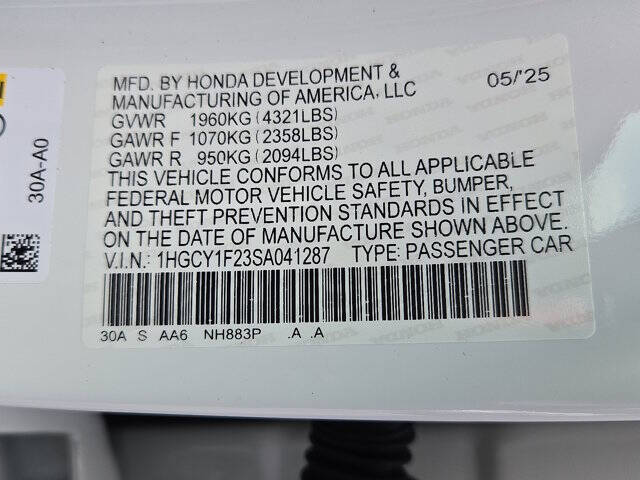 MFD. BY HONDA DEVELOPMENT & 05/'25
MANUFACTURING OF AMERICA, LLC
GVWR 1960KG (4321LBS)
GAWR F 1070KG (2358LBS)
GAWR R 950KG (2094LBS)
THIS VEHICLE CONFORMS TO ALL APPLICABLE
FEDERAL MOTOR VEHICLE SAFETY, BUMPER,
AND THEFT PREVENTION STANDARDS IN EFFECT
ON THE DATE OF MANUFACTURE SHOWN ABOVE.
V.I.N.: 1HGCY1F23SA041287 TYPE: PASSENGER CAR
30A S AA6 NH883P .A .A
30A-A0